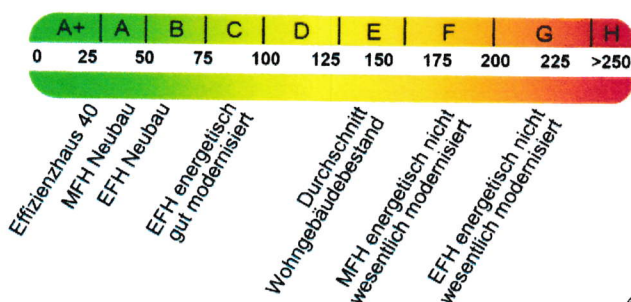 A+ A B C D E F G H
0 25 50 75 100 125 150 175 200 225 >250
Effizienzhaus 40
MFH Neubau
EFH Neubau
EFH energetisch
gut modernisiert
Durchschnitt
Wohngebäudebestand
MFH energetisch nicht
wesentlich modernisiert
EFH energetisch nicht
wesentlich modernisiert